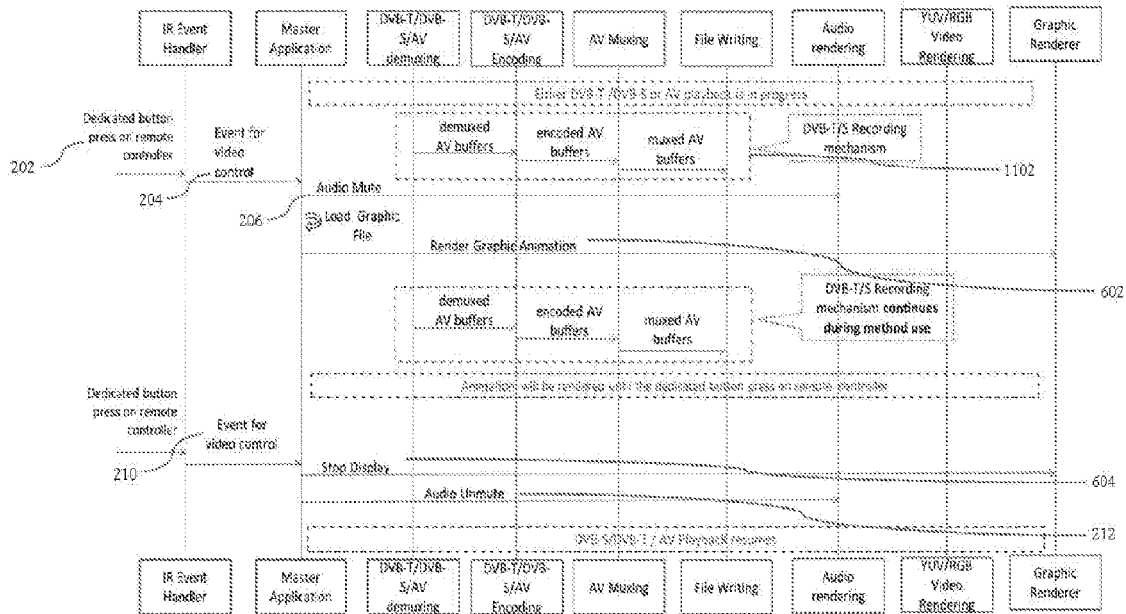 IR Event
Handler
Master
Application
DVB-T/DVB-
S/AV
demuxing
DVB-T/DVB-
S/AV
Encoding
AV Muxing
File Writing
Audio
rendering
YUV/RGB
Video
Rendering
Graphic
Renderer
Either DVB-T /DVB-S or AV playback is in progress
Dedicated button
press on remote
controller
202
Event for
video
control
204
demuxed
AV buffers
encoded AV
buffers
muxed AV
buffers
DVB-T/S Recording
mechanism
1102
Audio Mute
206
Load Graphic
File
Render Graphic Animation
602
demuxed
AV buffers
encoded AV
buffers
muxed AV
buffers
DVB-T/S Recording
mechanism continues
during method use
Animation will be rendered until the dedicated button press on remote controller
Dedicated button
press on remote
controller
Event for
video control
210
Stop Display
604
Audio Unmute
212
DVB-S/DVB-T / AV Playback resumes
IR Event
Handler
Master
Application
DVB-T/DVB-
S/AV
demuxing
DVB-T/DVB-
S/AV
Encoding
AV Muxing
File Writing
Audio
rendering
YUV/RGB
Video
Rendering
Graphic
Renderer